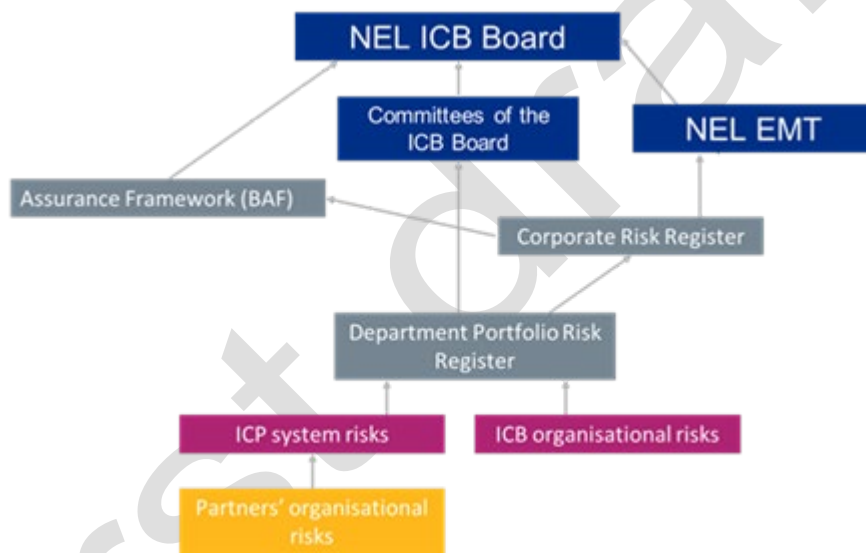 NEL ICB Board
Committees of the
ICB Board
NEL EMT
Assurance Framework (BAF)
Corporate Risk Register
Department Portfolio Risk
Register
ICP system risks
ICB organisational risks
Partners' organisational
risks